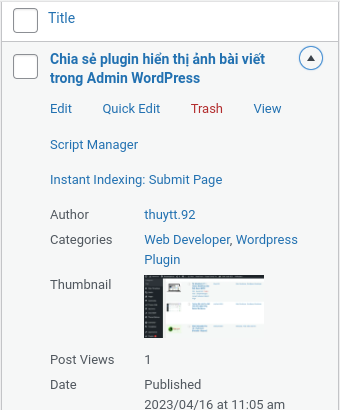 Title
Chia sẻ plugin hiển thị ảnh bài viết
trong Admin WordPress
Edit Quick Edit Trash View
Script Manager
Instant Indexing: Submit Page
Author thuytt.92
Categories Web Developer, Wordpress
Plugin
Thumbnail
Post Views 1
Date Published
2023/04/16 at 11:05 am